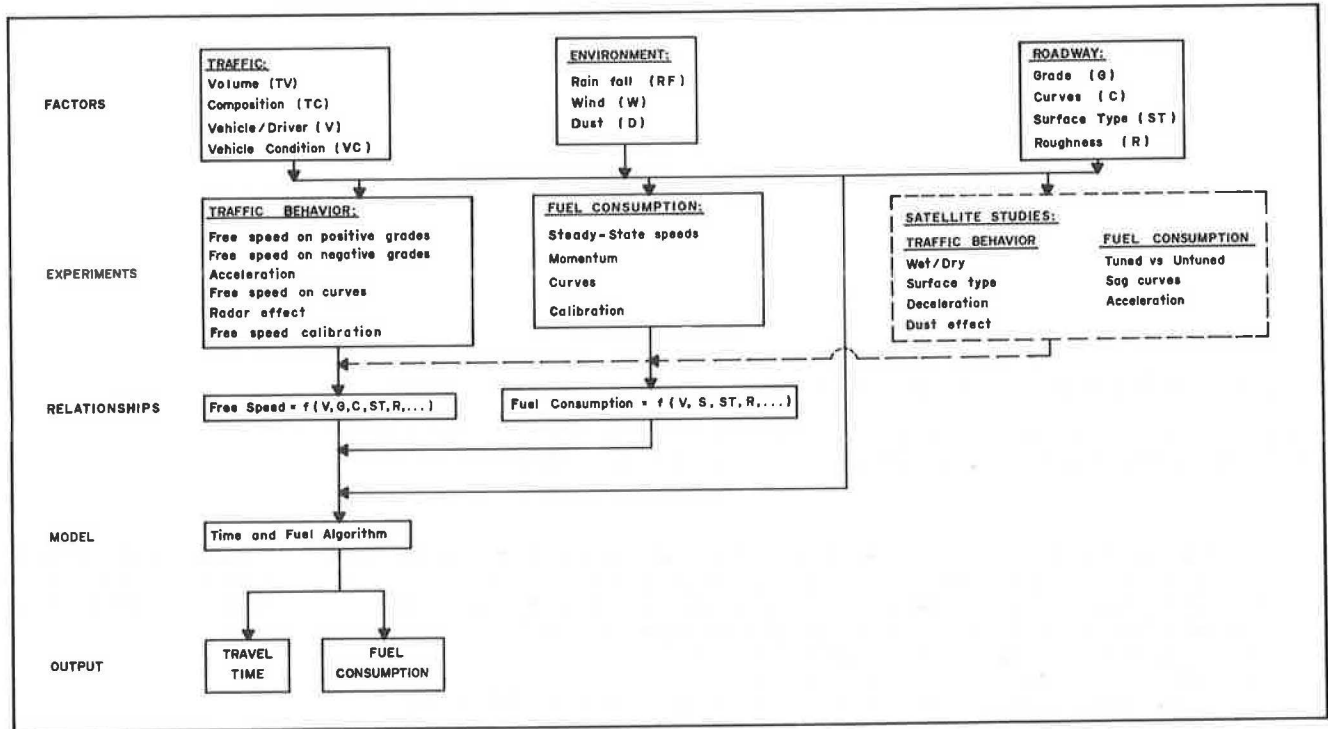 FACTORS
TRAFFIC:
Volume (TV)
Composition (TC)
Vehicle/Driver (V)
Vehicle Condition (VC)
ENVIRONMENT:
Rain fall (RF)
Wind (W)
Dust (D)
ROADWAY:
Grade (G)
Curves (C)
Surface Type (ST)
Roughness (R)
EXPERIMENTS
TRAFFIC BEHAVIOR:
Free speed on positive grades
Free speed on negative grades
Acceleration
Free speed on curves
Radar effect
Free speed calibration
FUEL CONSUMPTION:
Steady-State speeds
Momentum
Curves
Calibration
SATELLITE STUDIES:
TRAFFIC BEHAVIOR
Wet/Dry
Surface type
Deceleration
Dust effect
FUEL CONSUMPTION
Tuned vs Untuned
Sag curves
Acceleration
RELATIONSHIPS
Free Speed = f (V,G,C,ST,R,...)
Fuel Consumption = f (V, S, ST, R,...)
MODEL
Time and Fuel Algorithm
OUTPUT
TRAVEL
TIME
FUEL
CONSUMPTION